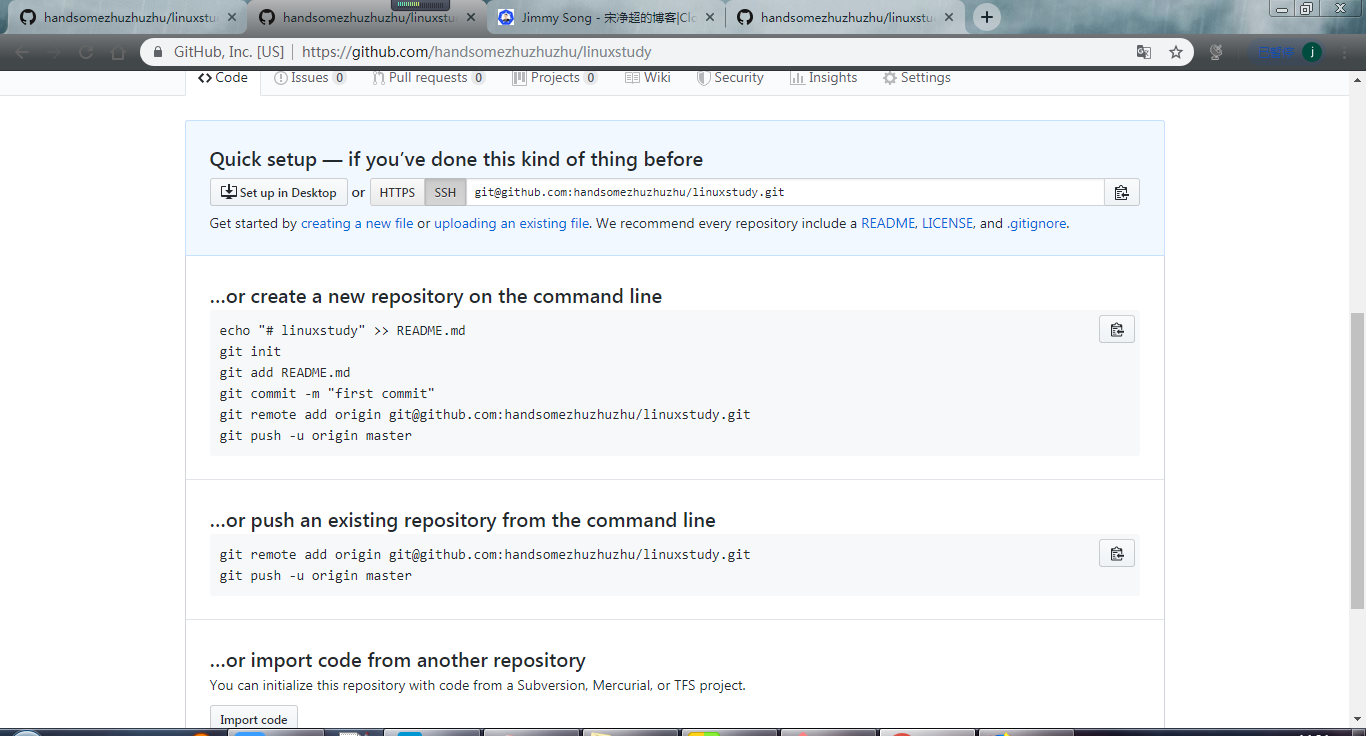 handsomezhuzhuzhu/linuxstu
handsomezhuzhuzhu/linuxstu
Jimmy Song - 宋净超的博客|Clo
handsomezhuzhuzhu/linuxstu
GitHub, Inc. [US] | https://github.com/handsomezhuzhuzhu/linuxstudy
j
Code
Issues 0
Pull requests 0
Projects 0
Wiki
Security
Insights
Settings
Quick setup — if you’ve done this kind of thing before
Set up in Desktop or HTTPS SSH git@github.com:handsomezhuzhuzhu/linuxstudy.git
Get started by creating a new file or uploading an existing file. We recommend every repository include a README, LICENSE, and .gitignore.
…or create a new repository on the command line
echo "# linuxstudy" >> README.md
git init
git add README.md
git commit -m "first commit"
git remote add origin git@github.com:handsomezhuzhuzhu/linuxstudy.git
git push -u origin master
…or push an existing repository from the command line
git remote add origin git@github.com:handsomezhuzhuzhu/linuxstudy.git
git push -u origin master
…or import code from another repository
You can initialize this repository with code from a Subversion, Mercurial, or TFS project.
Import code